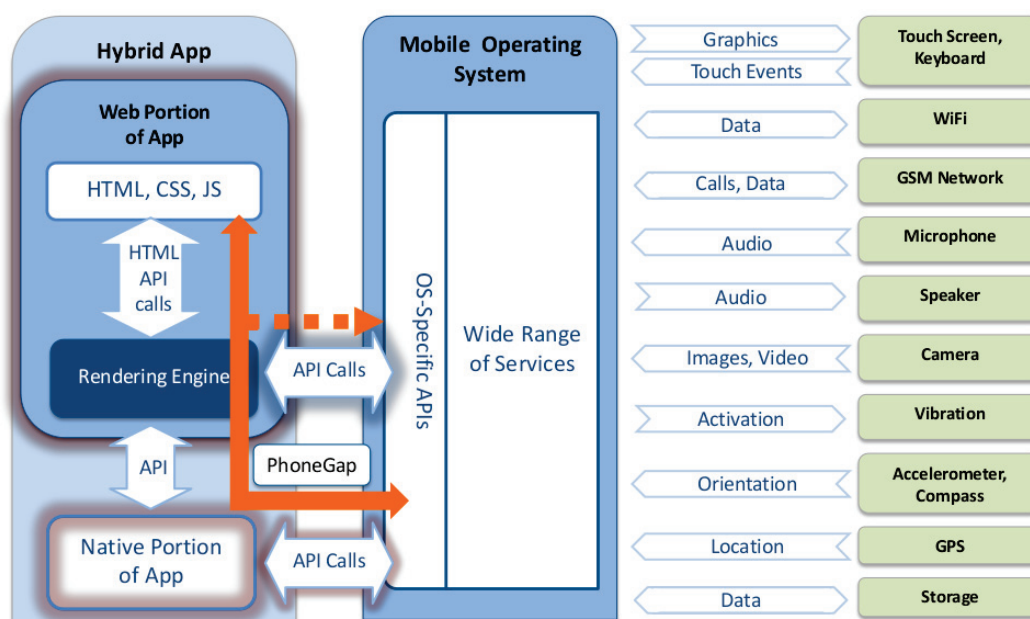 Hybrid App
Web Portion
of App
HTML, CSS, JS
HTML
API
calls
Rendering Engine
API
Native Portion
of App
API Calls
PhoneGap
API Calls
Mobile Operating
System
OS-Specific APIs
Wide Range
of Services
Graphics
Touch Events
Touch Screen,
Keyboard
Data
WiFi
Calls, Data
GSM Network
Audio
Microphone
Audio
Speaker
Images, Video
Camera
Activation
Vibration
Orientation
Accelerometer,
Compass
Location
GPS
Data
Storage